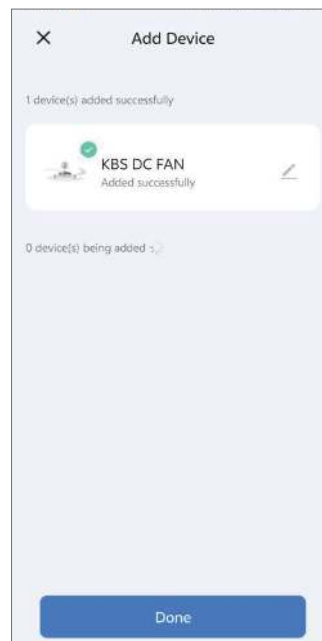 Add Device
1 device(s) added successfully
KBS DC FAN
Added successfully
0 device(s) being added
Done